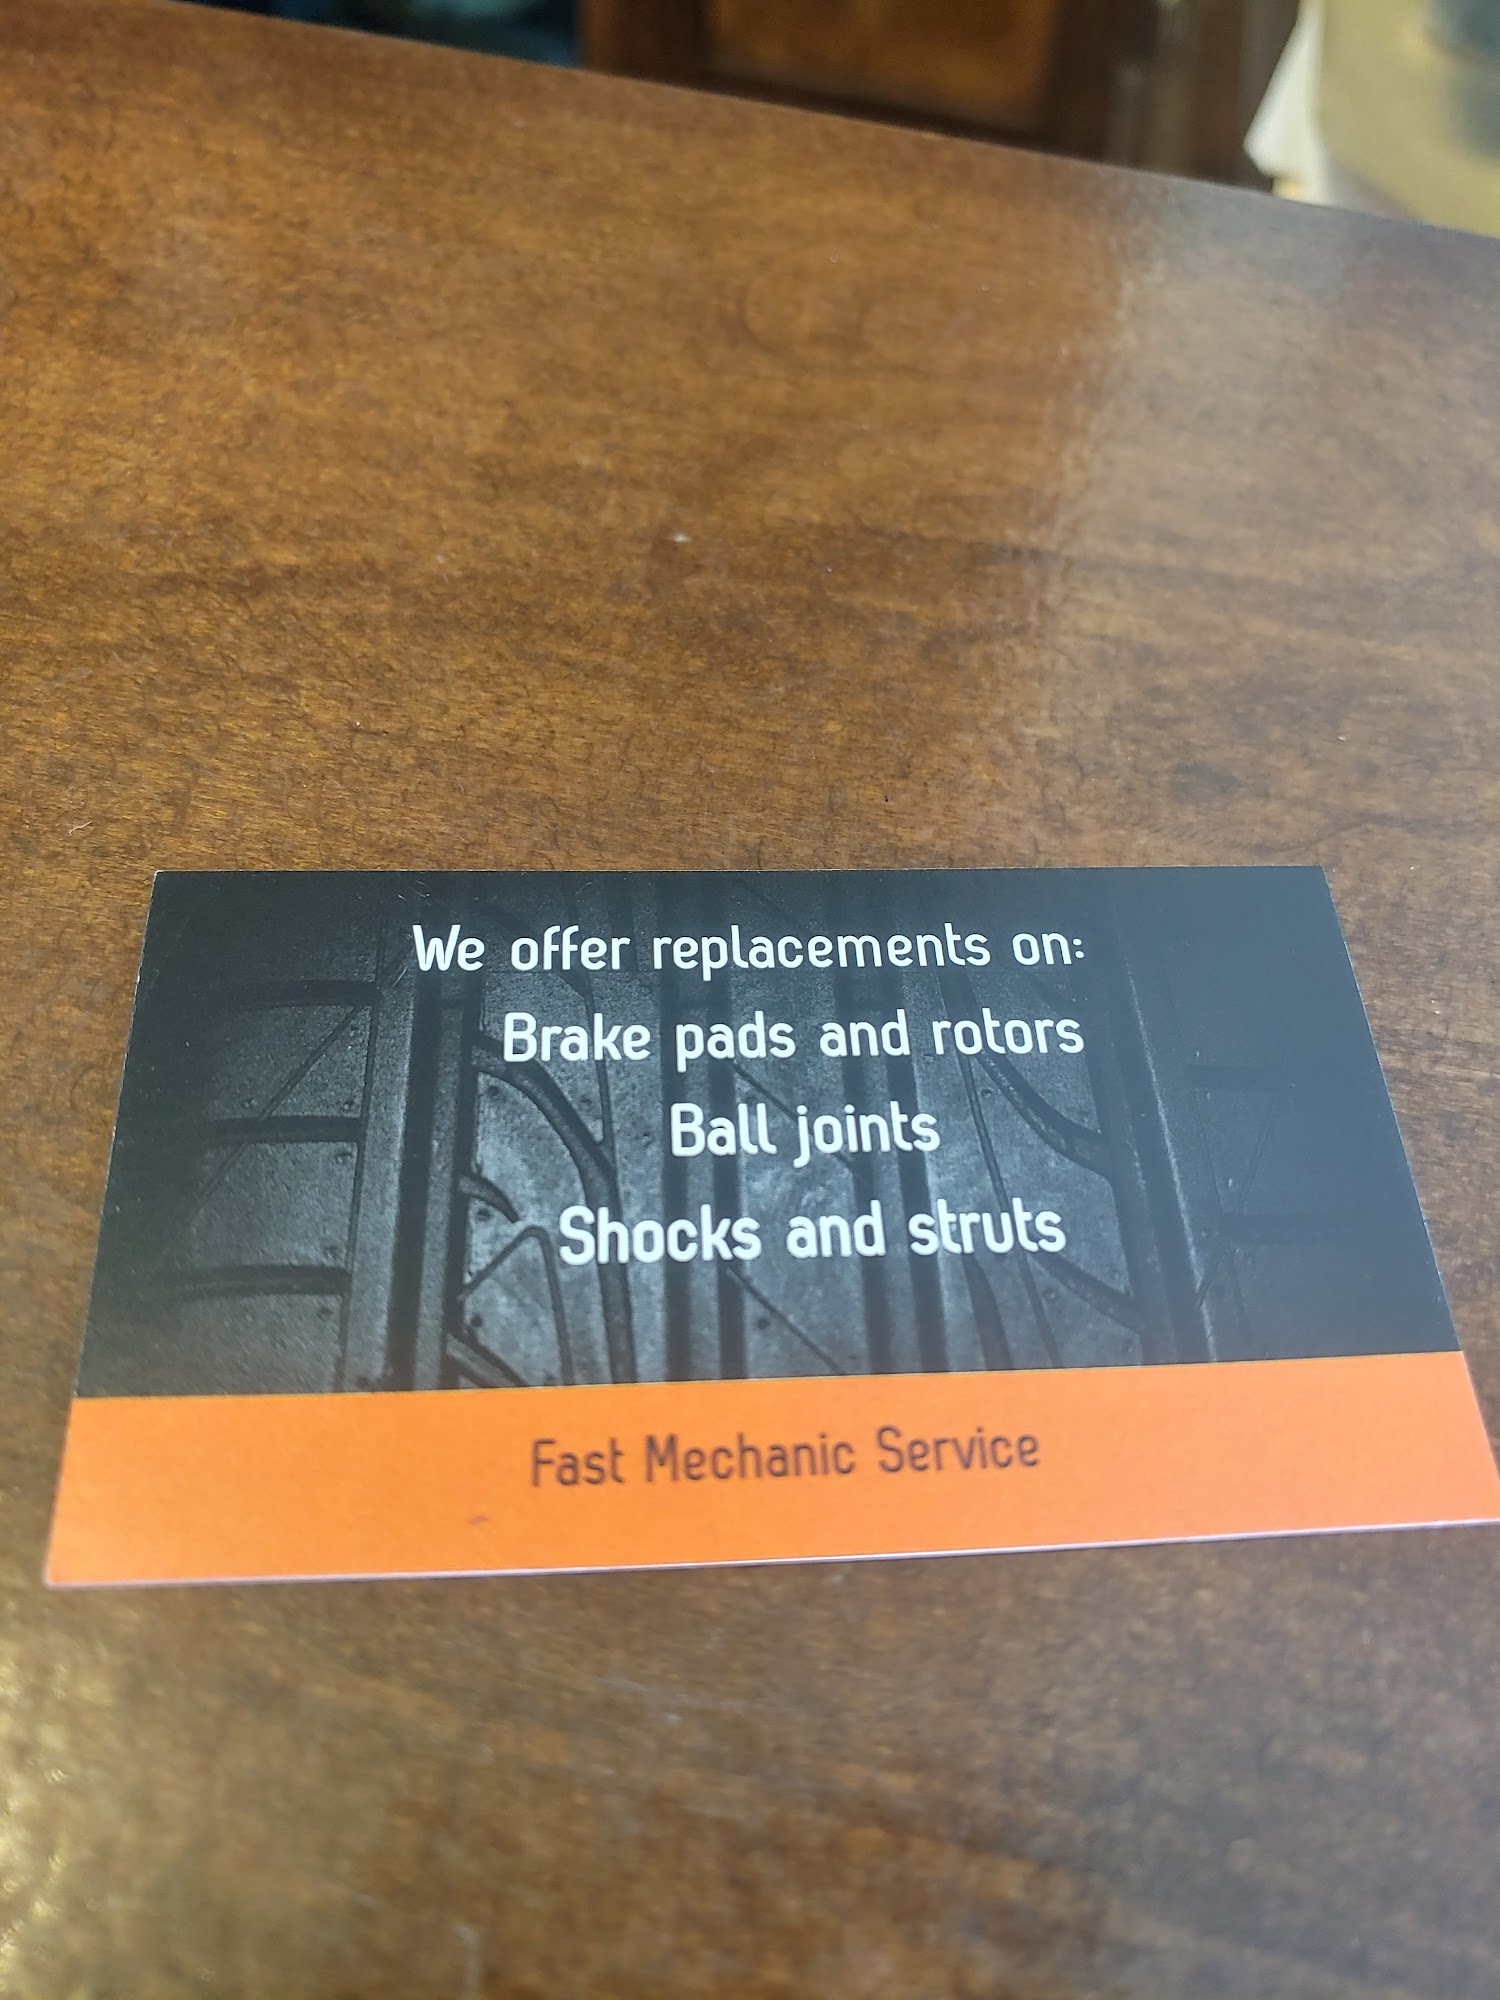 We offer replacements on:
Brake pads and rotors
Ball joints
Shocks and struts
Fast Mechanic Service